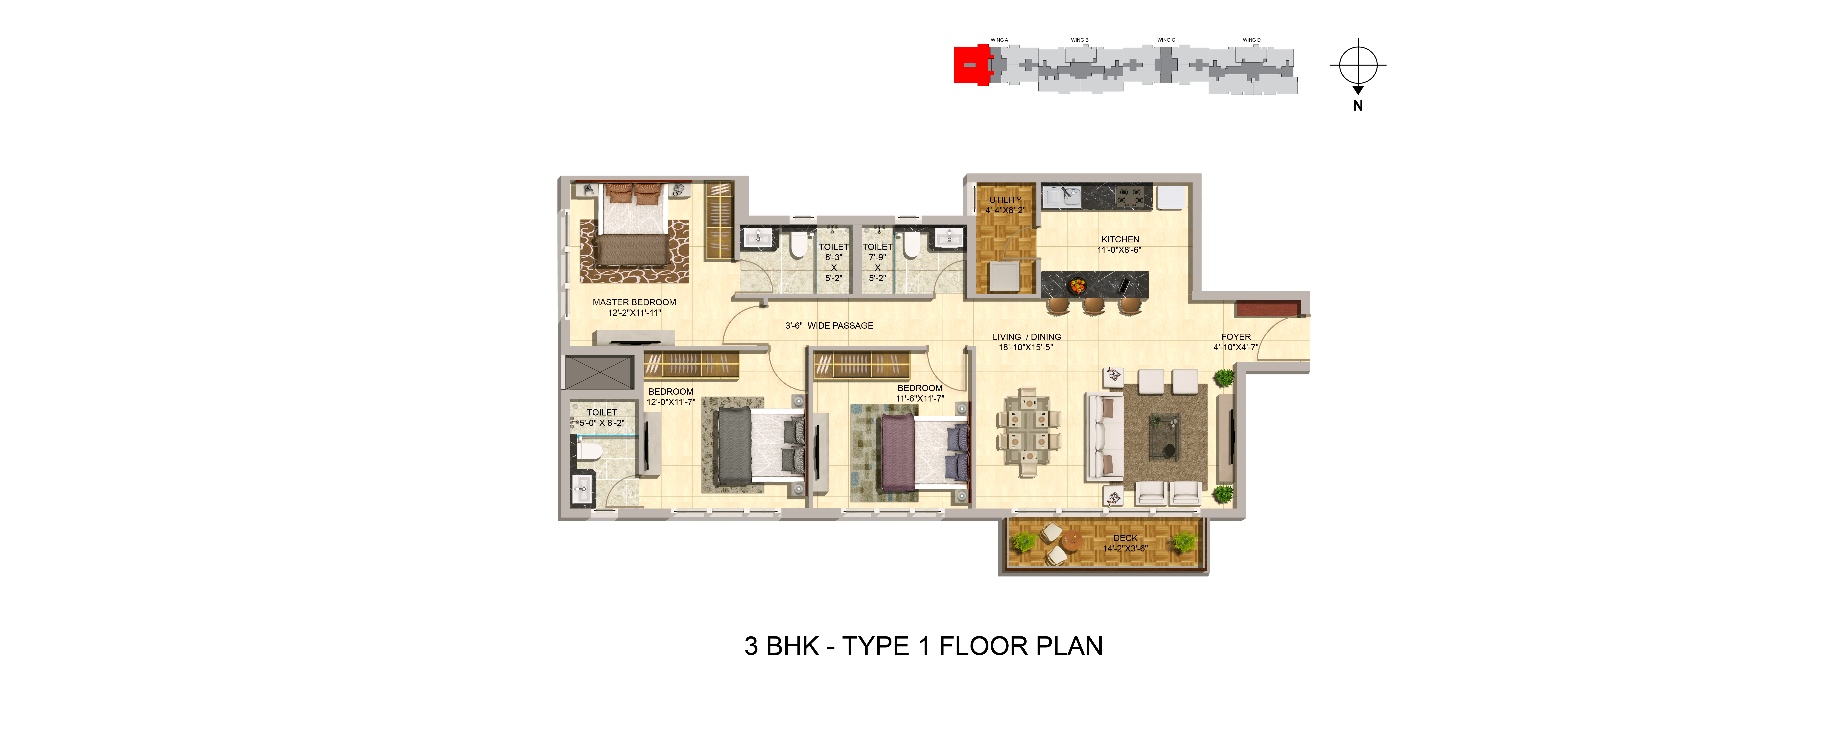 WING A
WING B
WING C
WING D
N
UTILITY
4'-4"X8'-2"
KITCHEN
11'-0"X8'-6"
TOILET
8'-3"
X
5'-2"
TOILET
7'-9"
X
5'-2"
MASTER BEDROOM
12'-2"X11'-11"
3'-6" WIDE PASSAGE
LIVING / DINING
18'-10"X15'-5"
FOYER
4'-10"X4'-7"
BEDROOM
12'-0"X11'-7"
BEDROOM
11'-6"X11'-7"
TOILET
5'-0" X 8'-2"
DECK
14'-2"X3'-6"
3 BHK - TYPE 1 FLOOR PLAN